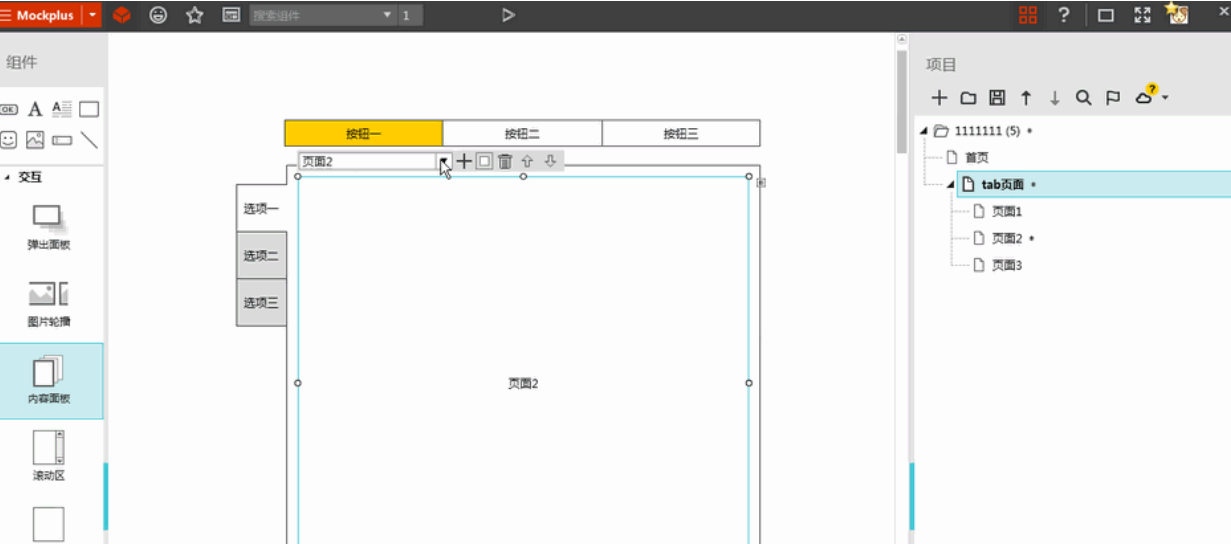 Mockplus
搜索组件
1
?
组件
OK A A
交互
弹出面板
图片轮播
内容面板
滚动区
按钮一 按钮二 按钮三
页面2
选项一
选项二
选项三
页面2
项目
?
1111111 (5)
首页
tab页面
页面1
页面2
页面3